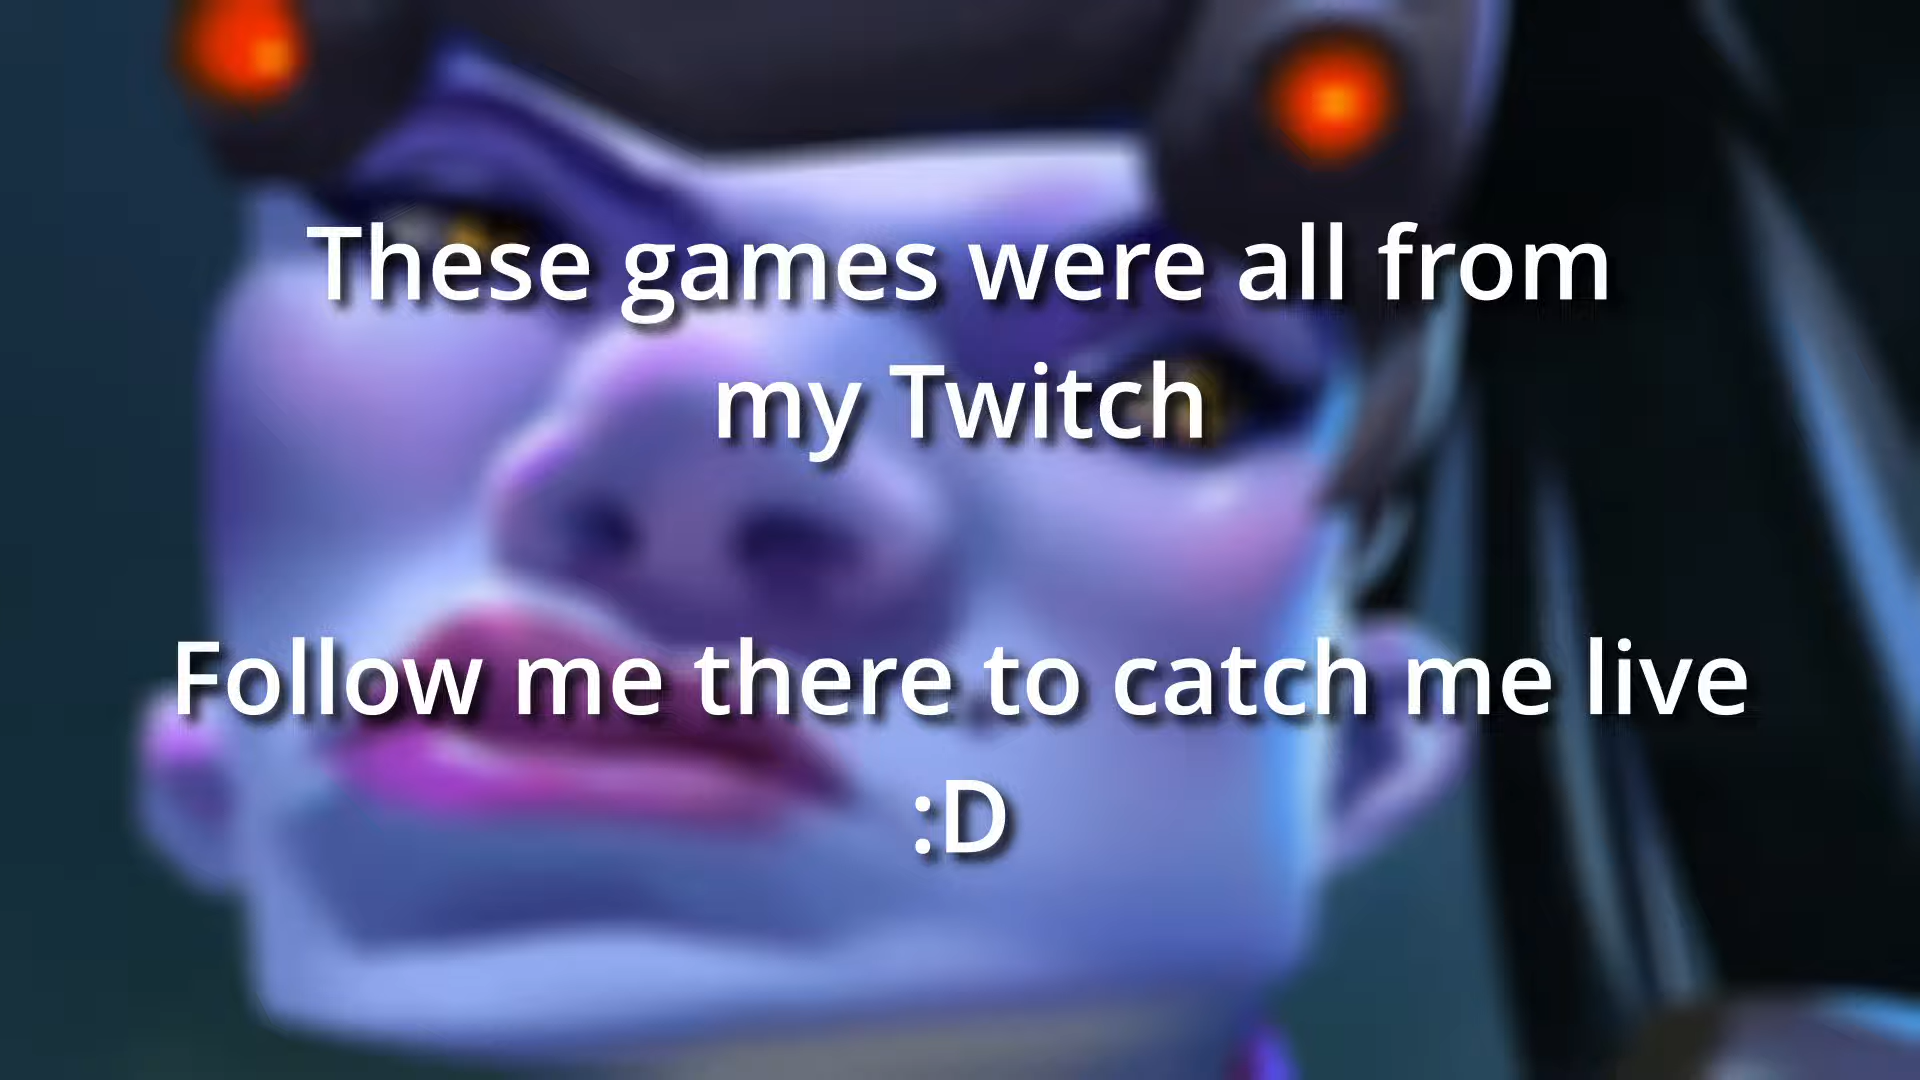 These games were all from
my Twitch
Follow me there to catch me live
:D